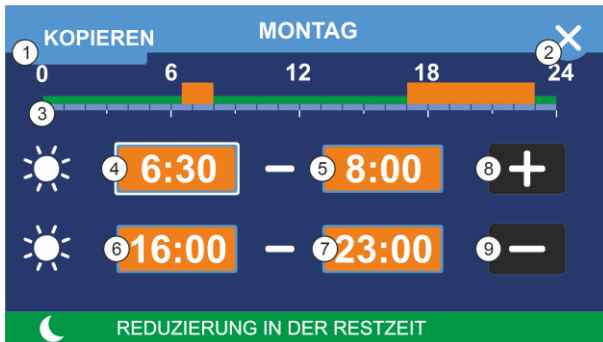 KOPIEREN MONTAG
1 2
0 6 12 18 24
3
4 6:30 – 5 8:00 8 +
6 16:00 – 7 23:00 9 –
REDUZIERUNG IN DER RESTZEIT